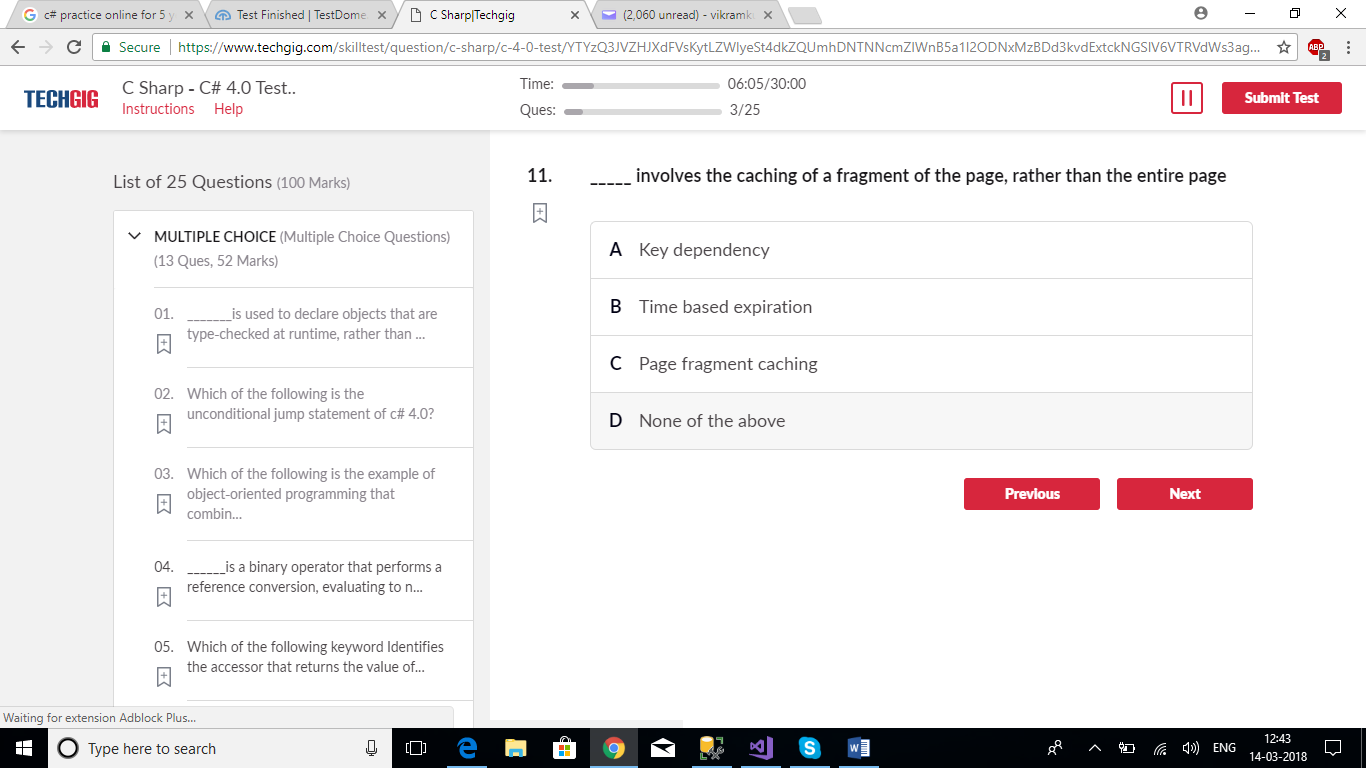 c# practice online for 5 y
Test Finished | TestDome
C Sharp|Techgig
(2,060 unread) - vikramk
Secure
https://www.techgig.com/skilltest/question/c-sharp/c-4-0-test/YTYzQ3JVZHJXdFVsKytLZWlyeSt4dkZQUmhDNTNNcmZlWnB5a1I2ODNxMzBDd3kvdExtckNGSlV6VTRVdWs3ag...
ABP
2
TECHGIG
C Sharp - C# 4.0 Test..
Instructions Help
Time: 06:05/30:00
Ques: 3/25
Submit Test
List of 25 Questions (100 Marks)
MULTIPLE CHOICE (Multiple Choice Questions)
(13 Ques, 52 Marks)
01. _______is used to declare objects that are
type-checked at runtime, rather than ...
02. Which of the following is the
unconditional jump statement of c# 4.0?
03. Which of the following is the example of
object-oriented programming that
combin...
04. ______is a binary operator that performs a
reference conversion, evaluating to n...
05. Which of the following keyword Identifies
the accessor that returns the value of...
11. _____ involves the caching of a fragment of the page, rather than the entire page
A Key dependency
B Time based expiration
C Page fragment caching
D None of the above
Previous
Next
Waiting for extension Adblock Plus...
Type here to search
ENG
12:43
14-03-2018